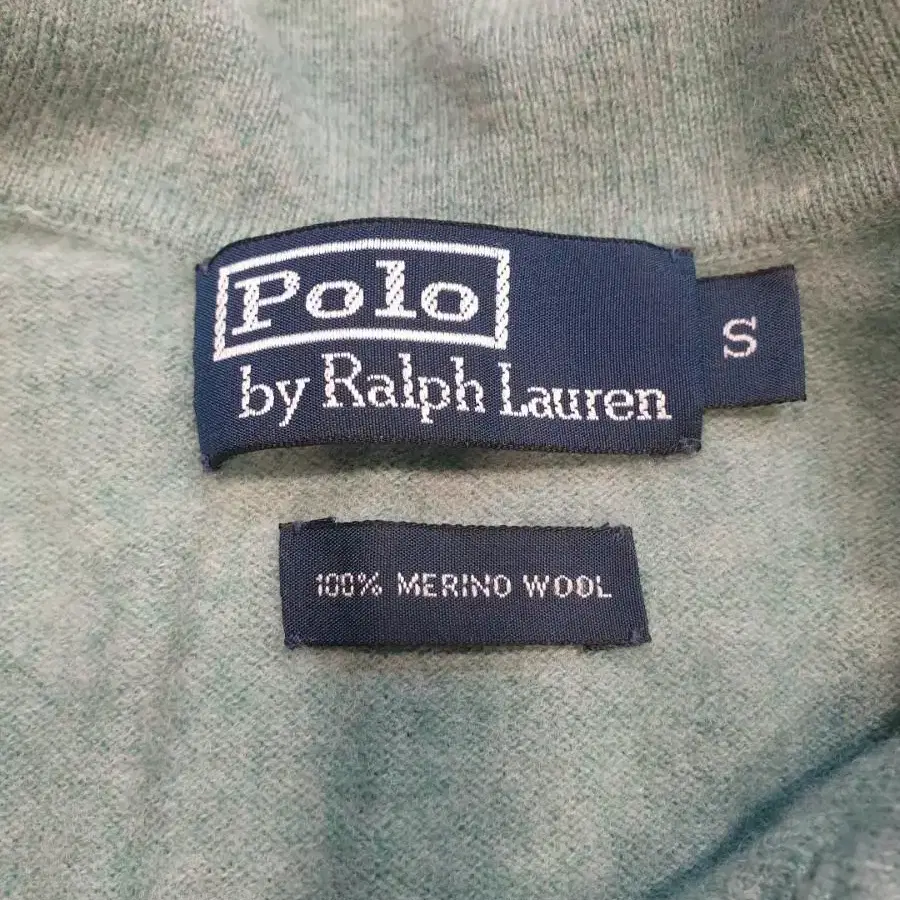 Polo
by Ralph Lauren
S
100% MERINO WOOL